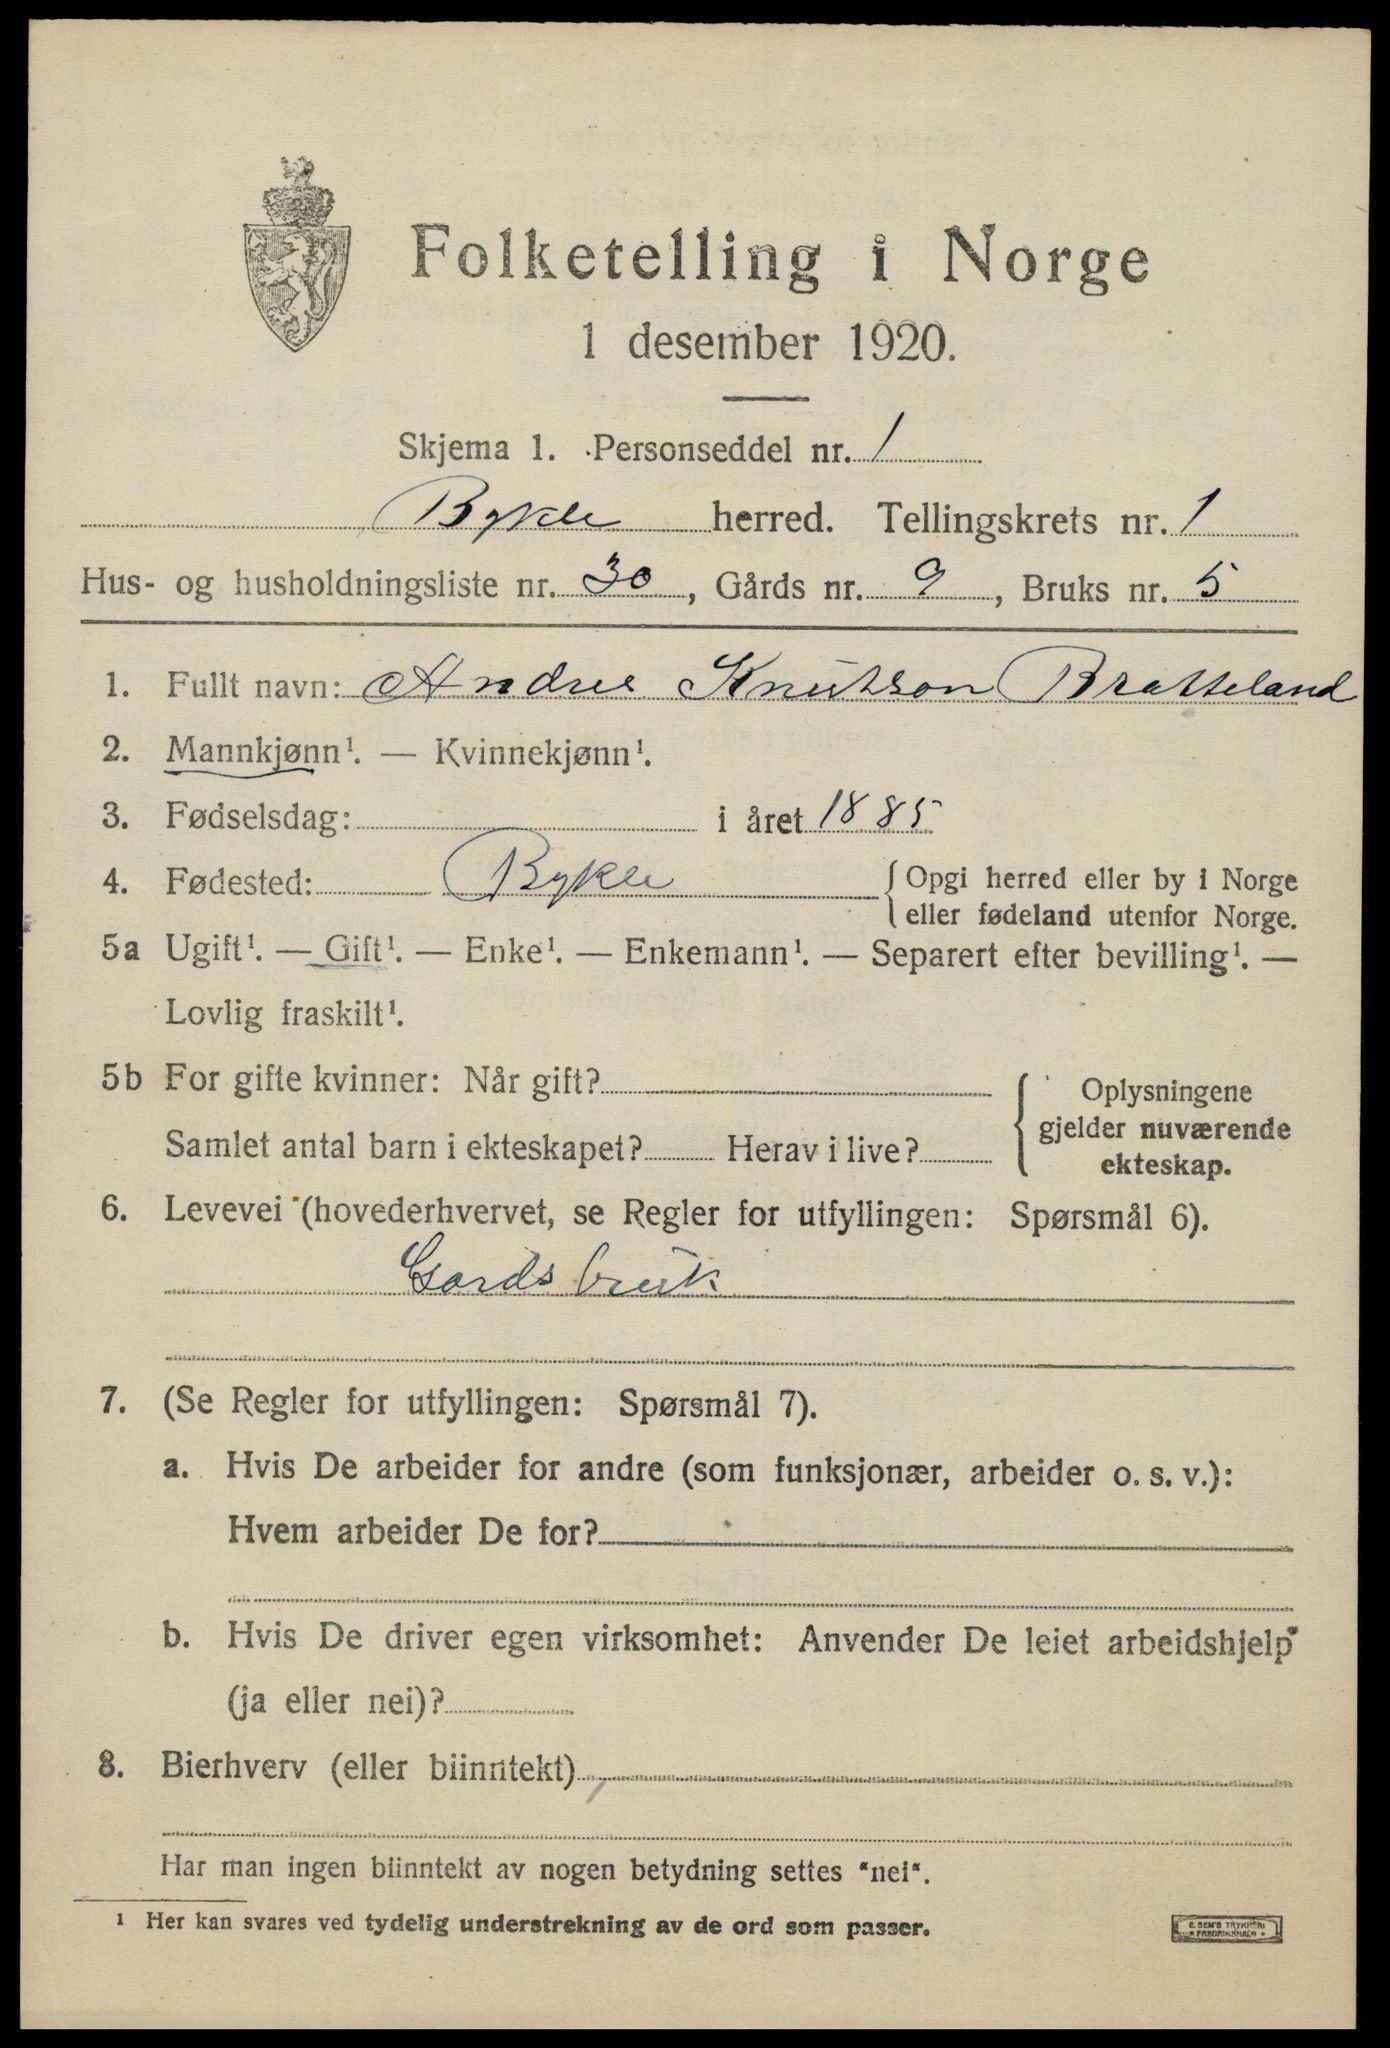 Folketelling i Norge
1 desember 1920.
Skjema 1. Personseddel nr. 1
Bykle herred. Tellingskrets nr. 1
Hus- og husholdningsliste nr. 30, Gårds nr. 9, Bruks nr. 5
1. Fullt navn: Andres Knutson Bratteland
2. Mannkjønn¹. — Kvinnekjønn¹.
3. Fødselsdag: i året 1885
4. Fødested: Bykle { Opgi herred eller by i Norge
eller fødeland utenfor Norge.
5a Ugift¹. — Gift¹. — Enke¹. — Enkemann¹. — Separert efter bevilling¹. —
Lovlig fraskilt¹.
5b For gifte kvinner: Når gift? { Oplysningene
gjelder nuværende
Samlet antal barn i ekteskapet? Herav i live? ekteskap.
6. Levevei (hovederhvervet, se Regler for utfyllingen: Spørsmål 6).
Gardsbruk
7. (Se Regler for utfyllingen: Spørsmål 7).
a. Hvis De arbeider for andre (som funksjonær, arbeider o. s. v.):
Hvem arbeider De for?
b. Hvis De driver egen virksomhet: Anvender De leiet arbeidshjelp
(ja eller nei)?
8. Bierhverv (eller biinntekt)
Har man ingen biinntekt av nogen betydning settes "nei".
¹ Her kan svares ved tydelig understrekning av de ord som passer.
E. SEM'S TRYKKERI
* FREDRIKSHALD *